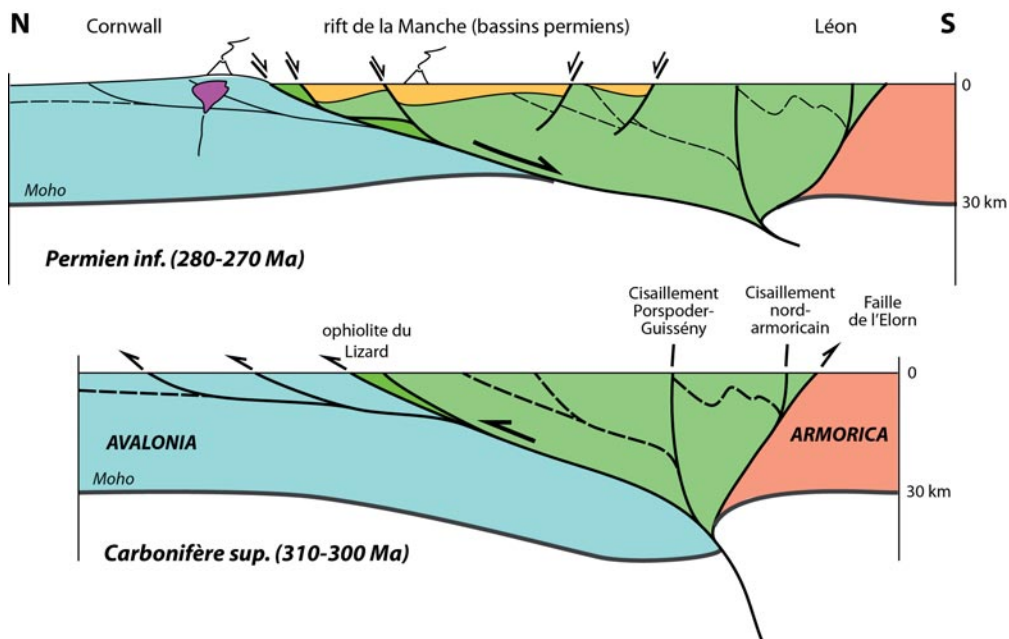 N
Cornwall
rift de la Manche (bassins permiens)
Léon
S
0
Moho
30 km
Permien inf. (280-270 Ma)
Cisaillement
Porspoder-
Guissény
Cisaillement
nord-
armoricain
Faille
de l'Elorn
ophiolite du
Lizard
0
AVALONIA
ARMORICA
Moho
30 km
Carbonifère sup. (310-300 Ma)